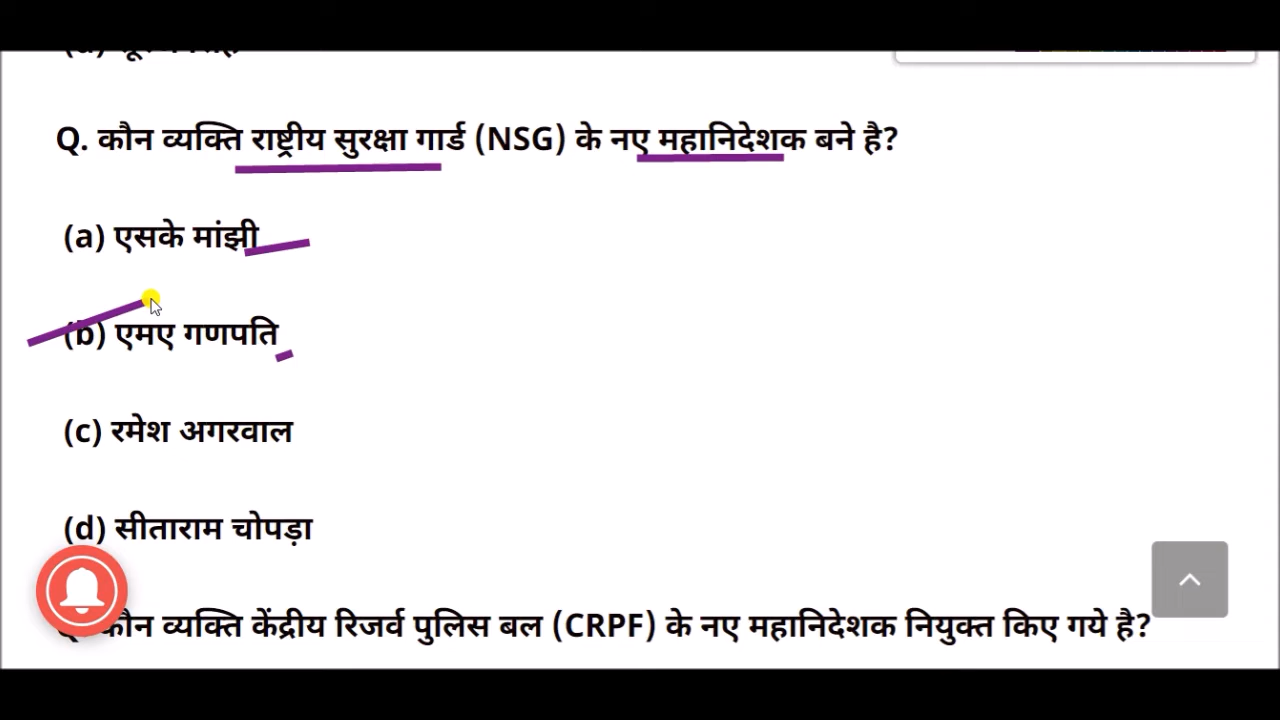 Q. कौन व्यक्ति राष्ट्रीय सुरक्षा गार्ड (NSG) के नए महानिदेशक बने है?
(a) एसके मांझी
(b) एमए गणपति
(c) रमेश अगरवाल
(d) सीताराम चोपड़ा
कौन व्यक्ति केंद्रीय रिजर्व पुलिस बल (CRPF) के नए महानिदेशक नियुक्त किए गये है?